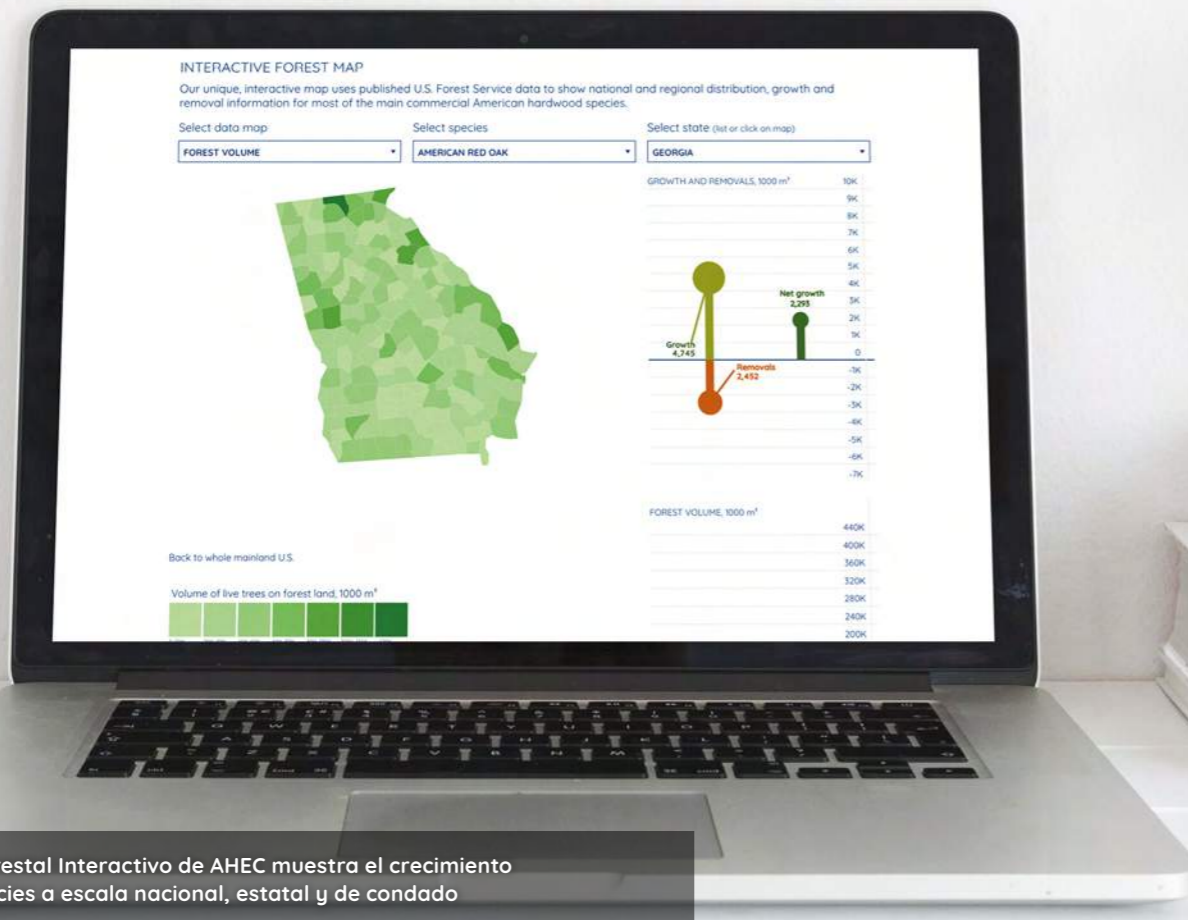 INTERACTIVE FOREST MAP
Our unique, interactive map uses published U.S. Forest Service data to show national and regional distribution, growth and
removal information for most of the main commercial American hardwood species.
Select data map
FOREST VOLUME
Select species
AMERICAN RED OAK
Select state (list or click on map)
GEORGIA
GROWTH AND REMOVALS, 1000 m³
10K
9K
8K
7K
6K
5K
4K
3K
2K
1K
0
-1K
-2K
-3K
-4K
-5K
-6K
-7K
Growth
4,745
Removals
2,452
Net growth
2,293
FOREST VOLUME, 1000 m³
440K
400K
360K
320K
280K
240K
200K
Back to whole mainland U.S.
Volume of live trees on forest land, 1000 m³
estal Interactivo de AHEC muestra el crecimiento
cies a escala nacional, estatal y de condado